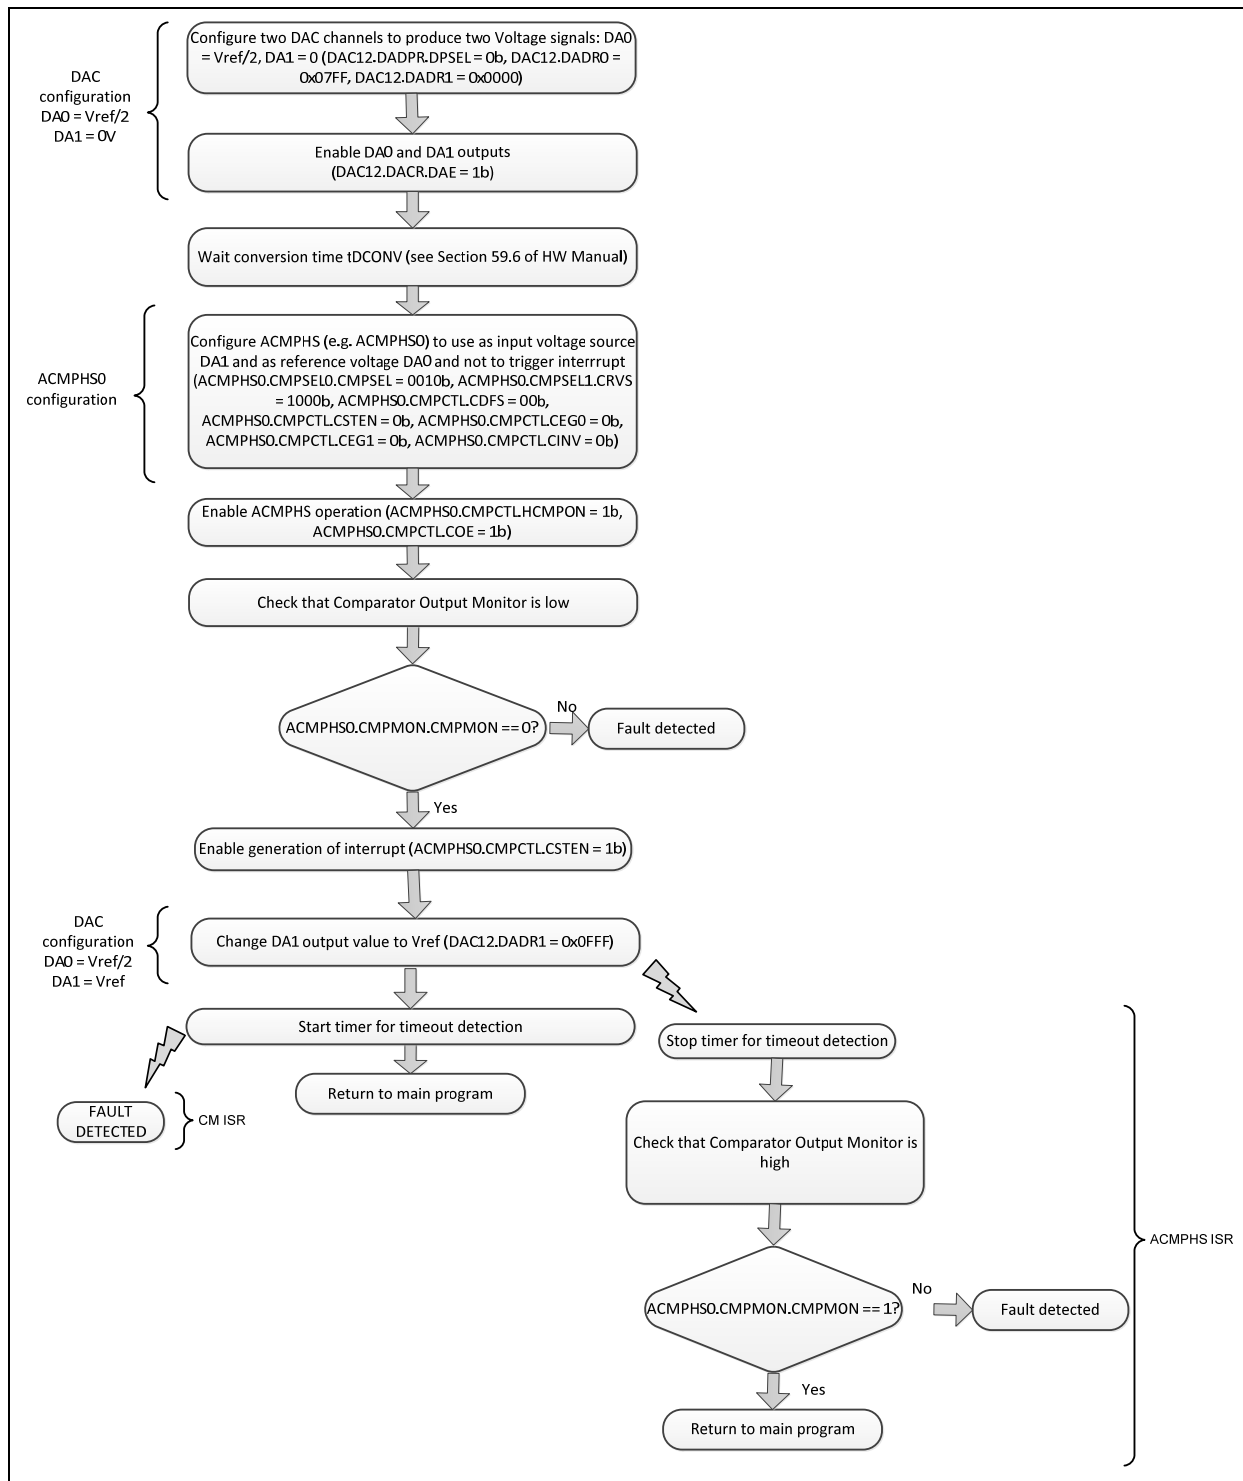 Configure two DAC channels to produce two Voltage signals: DA0
= Vref/2, DA1 = 0 (DAC12.DADPR.DPSEL = 0b, DAC12.DADR0 =
0x07FF, DAC12.DADR1 = 0x0000)
DAC
configuration
DA0 = Vref/2
DA1 = 0V
Enable DA0 and DA1 outputs
(DAC12.DACR.DAE = 1b)
Wait conversion time tDCONV (see Section 59.6 of HW Manual)
ACMPHS0
configuration
Configure ACMPHS (e.g. ACMPHS0) to use as input voltage source
DA1 and as reference voltage DA0 and not to trigger interrrupt
(ACMPHS0.CMPSEL0.CMPSEL = 0010b, ACMPHS0.CMPSEL1.CRVS
= 1000b, ACMPHS0.CMPCTL.CDFS = 00b,
ACMPHS0.CMPCTL.CSTEN = 0b, ACMPHS0.CMPCTL.CEG0 = 0b,
ACMPHS0.CMPCTL.CEG1 = 0b, ACMPHS0.CMPCTL.CINV = 0b)
Enable ACMPHS operation (ACMPHS0.CMPCTL.HCMPON = 1b,
ACMPHS0.CMPCTL.COE = 1b)
Check that Comparator Output Monitor is low
ACMPHS0.CMPMON.CMPMON == 0?
No
Fault detected
Yes
Enable generation of interrupt (ACMPHS0.CMPCTL.CSTEN = 1b)
DAC
configuration
DA0 = Vref/2
DA1 = Vref
Change DA1 output value to Vref (DAC12.DADR1 = 0x0FFF)
Start timer for timeout detection
Return to main program
FAULT
DETECTED
CM ISR
Stop timer for timeout detection
Check that Comparator Output Monitor is
high
ACMPHS ISR
ACMPHS0.CMPMON.CMPMON == 1?
No
Fault detected
Yes
Return to main program